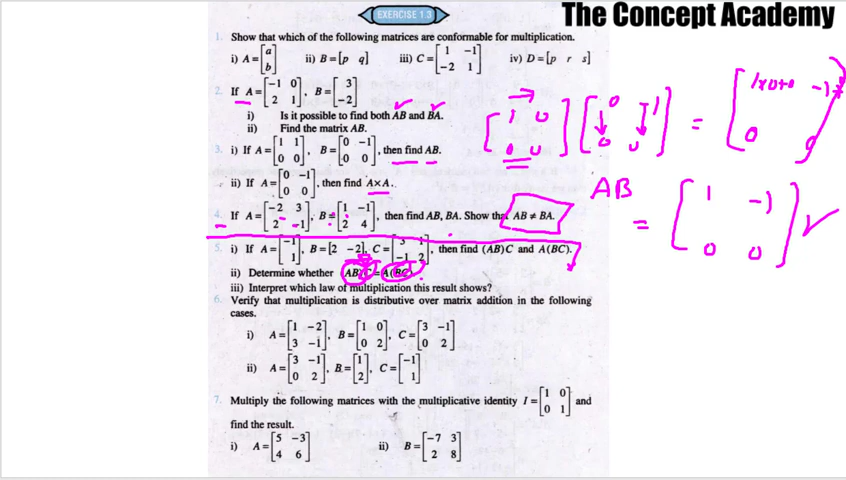 EXERCISE 1.3
The Concept Academy
1. Show that which of the following matrices are conformable for multiplication.
i) A = [a
b] ii) B = [p q] iii) C = [1 -1
-2 1] iv) D = [p r s]
2. If A = [-1 0
2 1], B = [3
-2]
i) Is it possible to find both AB and BA.
ii) Find the matrix AB.
3. i) If A = [1 1
0 0], B = [0 -1
0 0], then find AB.
ii) If A = [0 -1
0 0], then find A×A.
4. If A = [-2 3
2 -1], B = [1 -1
2 4], then find AB, BA. Show that AB ≠ BA.
5. i) If A = [-1
1], B = [2 -2], C = [3 1
-1 2], then find (AB)C and A(BC).
ii) Determine whether (AB)C = A(BC).
iii) Interpret which law of multiplication this result shows?
6. Verify that multiplication is distributive over matrix addition in the following
cases.
i) A = [1 -2
3 -1], B = [1 0
0 2], C = [3 -1
0 2]
ii) A = [3 -1
0 2], B = [1
2], C = [-1
1]
7. Multiply the following matrices with the multiplicative identity I = [1 0
0 1] and
find the result.
i) A = [5 -3
4 6] ii) B = [-7 3
2 8]
AB = [1 -1
0 0]